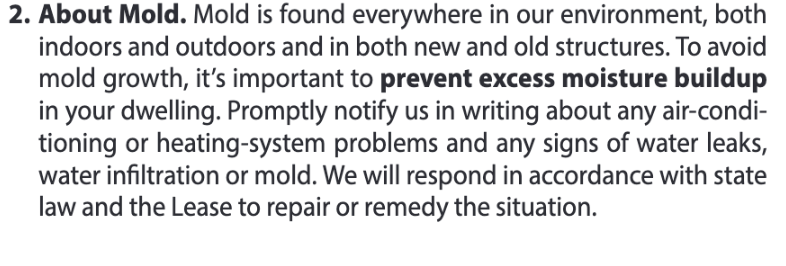 2. About Mold. Mold is found everywhere in our environment, both
indoors and outdoors and in both new and old structures. To avoid
mold growth, it's important to prevent excess moisture buildup
in your dwelling. Promptly notify us in writing about any air-condi-
tioning or heating-system problems and any signs of water leaks,
water infiltration or mold. We will respond in accordance with state
law and the Lease to repair or remedy the situation.